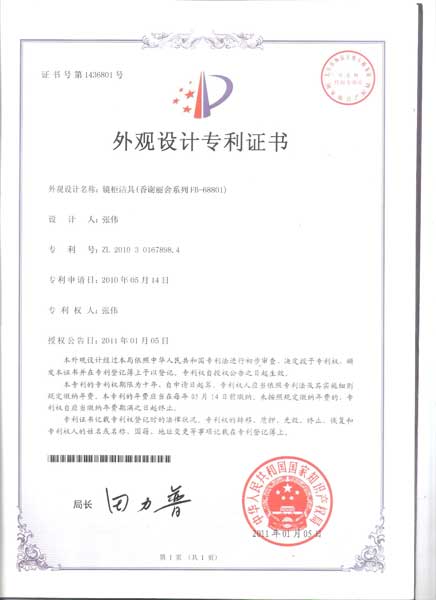 证书号第1436801号
外观设计专利证书
外观设计名称：镜柜洁具(香谢丽舍系列FB-68801)
设 计 人：张伟
专 利 号：ZL 2010 3 0167898.4
专利申请日：2010年05月14日
专 利 权 人：张伟
授权公告日：2011年01月05日
本外观设计经过本局依照中华人民共和国专利法进行初步审查，决定授予专利权，颁
发本证书并在专利登记簿上予以登记。专利权自授权公告之日起生效。
本专利的专利权期限为十年，自申请日起算。专利权人应当依照专利法及其实施细则
规定缴纳年费。本专利的年费应当在每年05月14日前缴纳。未按照规定缴纳年费的，专
利权自应当缴纳年费期满之日起终止。
专利证书记载专利权登记时的法律状况。专利权的转移、质押、无效、终止、恢复和
专利权人的姓名或名称、国籍、地址变更等事项记载在专利登记簿上。
局长 田力普
中华人民共和国国家知识产权局
2011年01月05日
第1页（共1页）